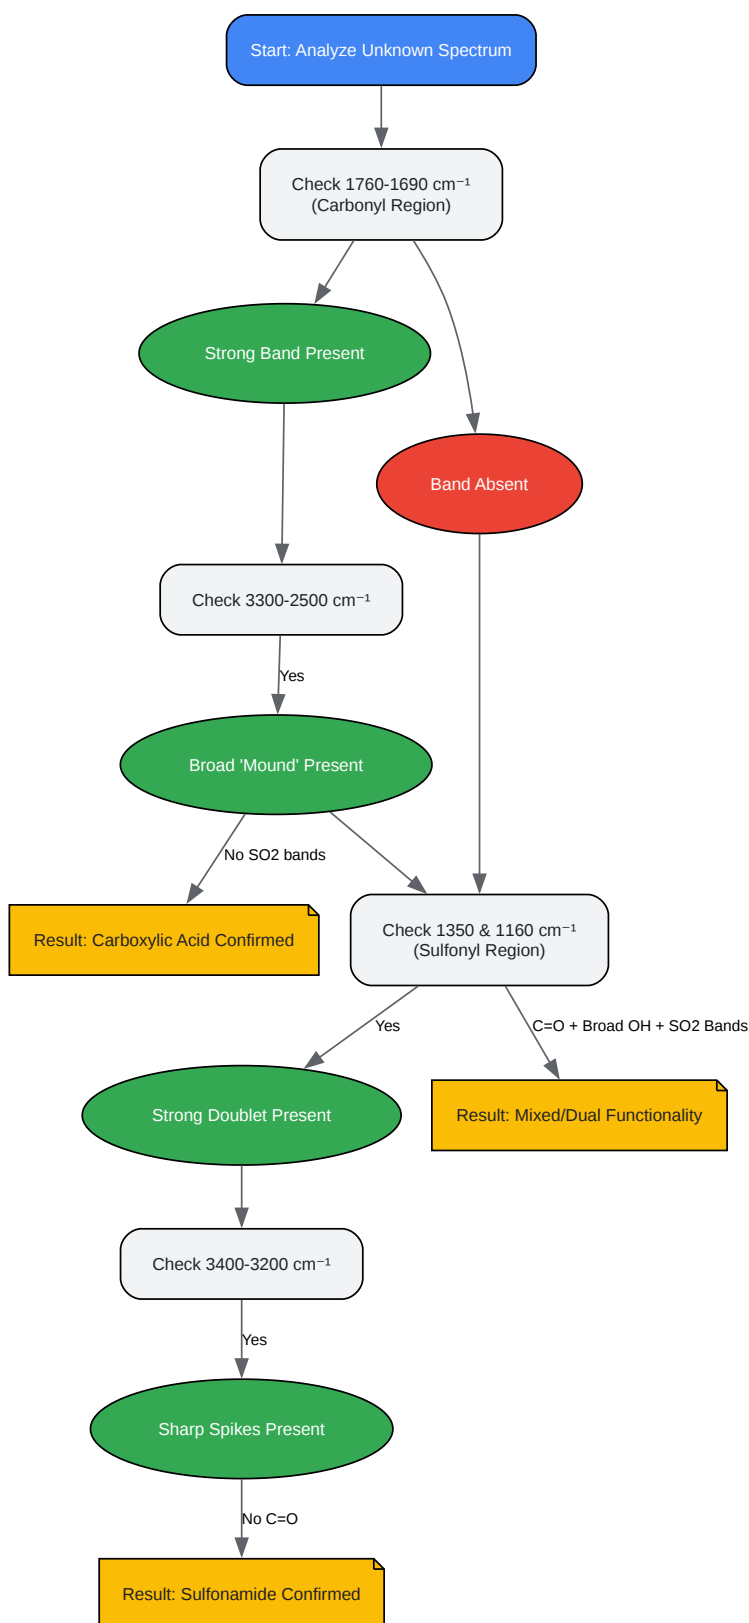 Start: Analyze Unknown Spectrum
Check 1760-1690 cm⁻¹
(Carbonyl Region)
Strong Band Present
Band Absent
Check 3300-2500 cm⁻¹
Yes
Broad 'Mound' Present
No SO2 bands
Result: Carboxylic Acid Confirmed
Check 1350 & 1160 cm⁻¹
(Sulfonyl Region)
Yes
C=O + Broad OH + SO2 Bands
Strong Doublet Present
Result: Mixed/Dual Functionality
Check 3400-3200 cm⁻¹
Yes
Sharp Spikes Present
No C=O
Result: Sulfonamide Confirmed